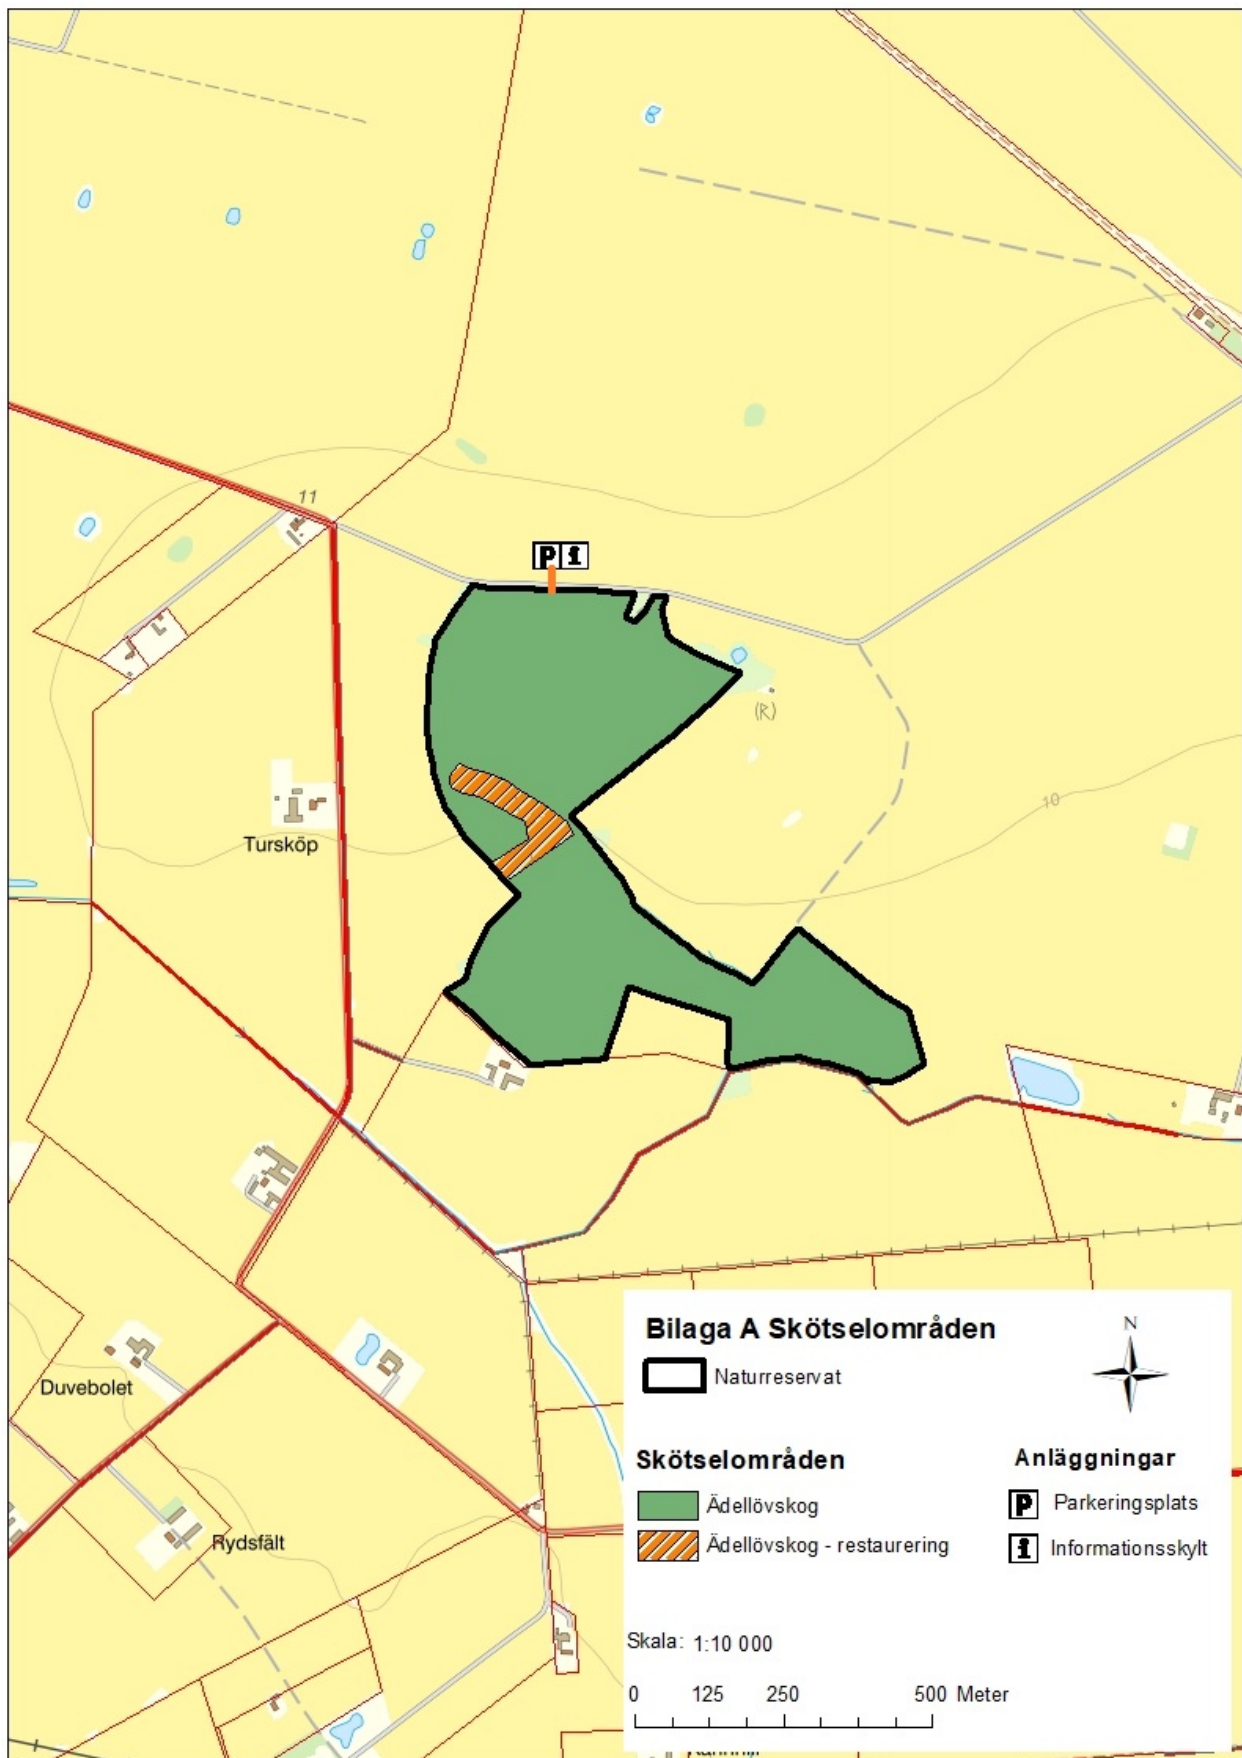 11
P i
(R)
10
Tursköp
Duvebolet
Rydsfält
Bilaga A Skötselområden
N
Naturreservat
Skötselområden
Ädellövskog
Ädellövskog - restaurering
Anläggningar
P Parkeringsplats
i Informationsskylt
Skala: 1:10 000
0 125 250 500 Meter